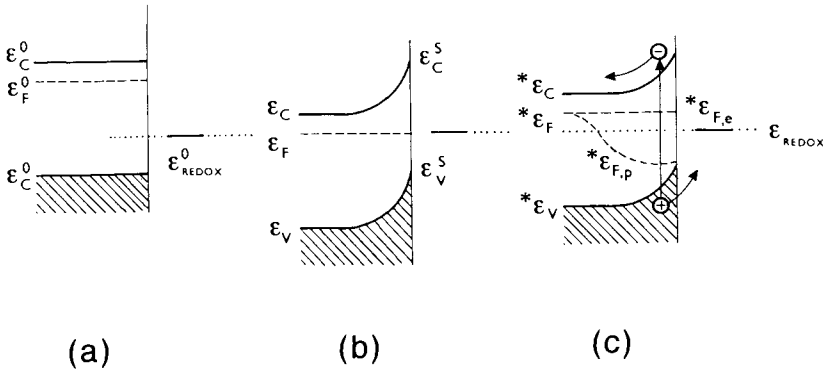 ε_C^0
ε_F^0
ε_C^0
ε_REDOX^0
(a)
ε_C^S
ε_C
ε_F
ε_V^S
ε_V
(b)
*ε_C
*ε_F
*ε_F,e
ε_REDOX
*ε_F,p
*ε_V
(c)